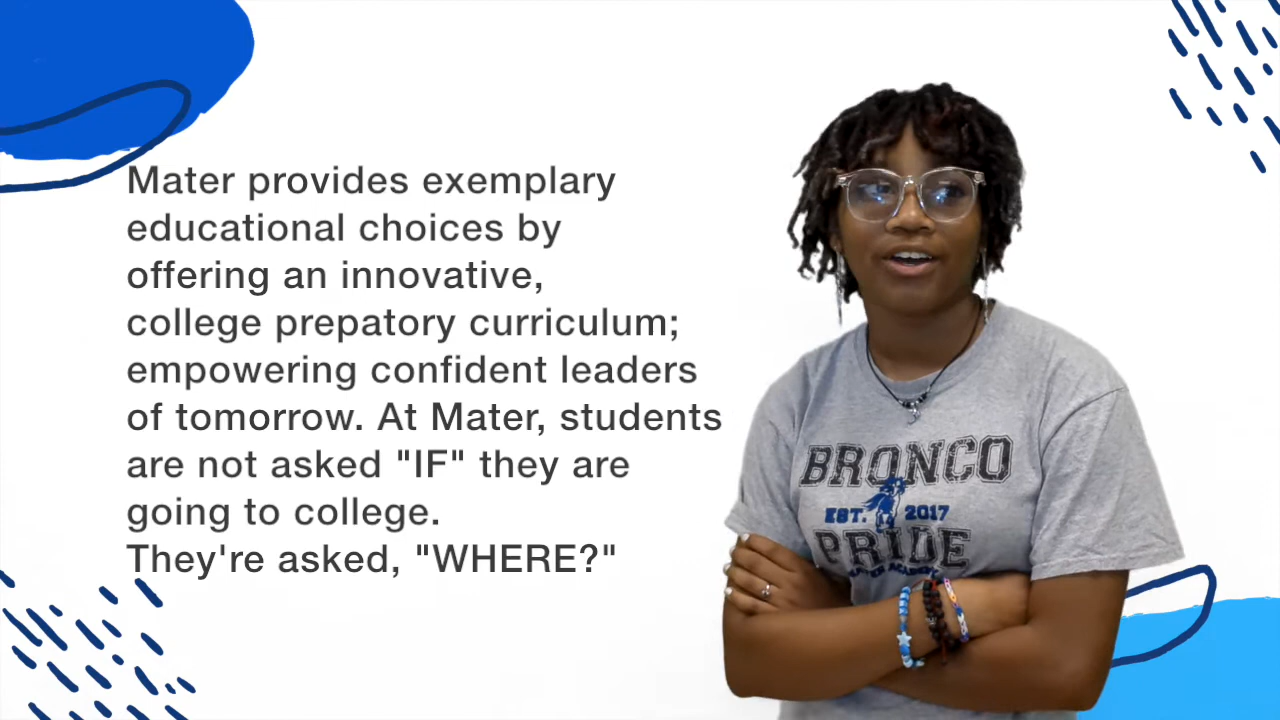 Mater provides exemplary
educational choices by
offering an innovative,
college prepatory curriculum;
empowering confident leaders
of tomorrow. At Mater, students
are not asked "IF" they are
going to college.
They're asked, "WHERE?"
BRONCO
EST. 2017
PRIDE